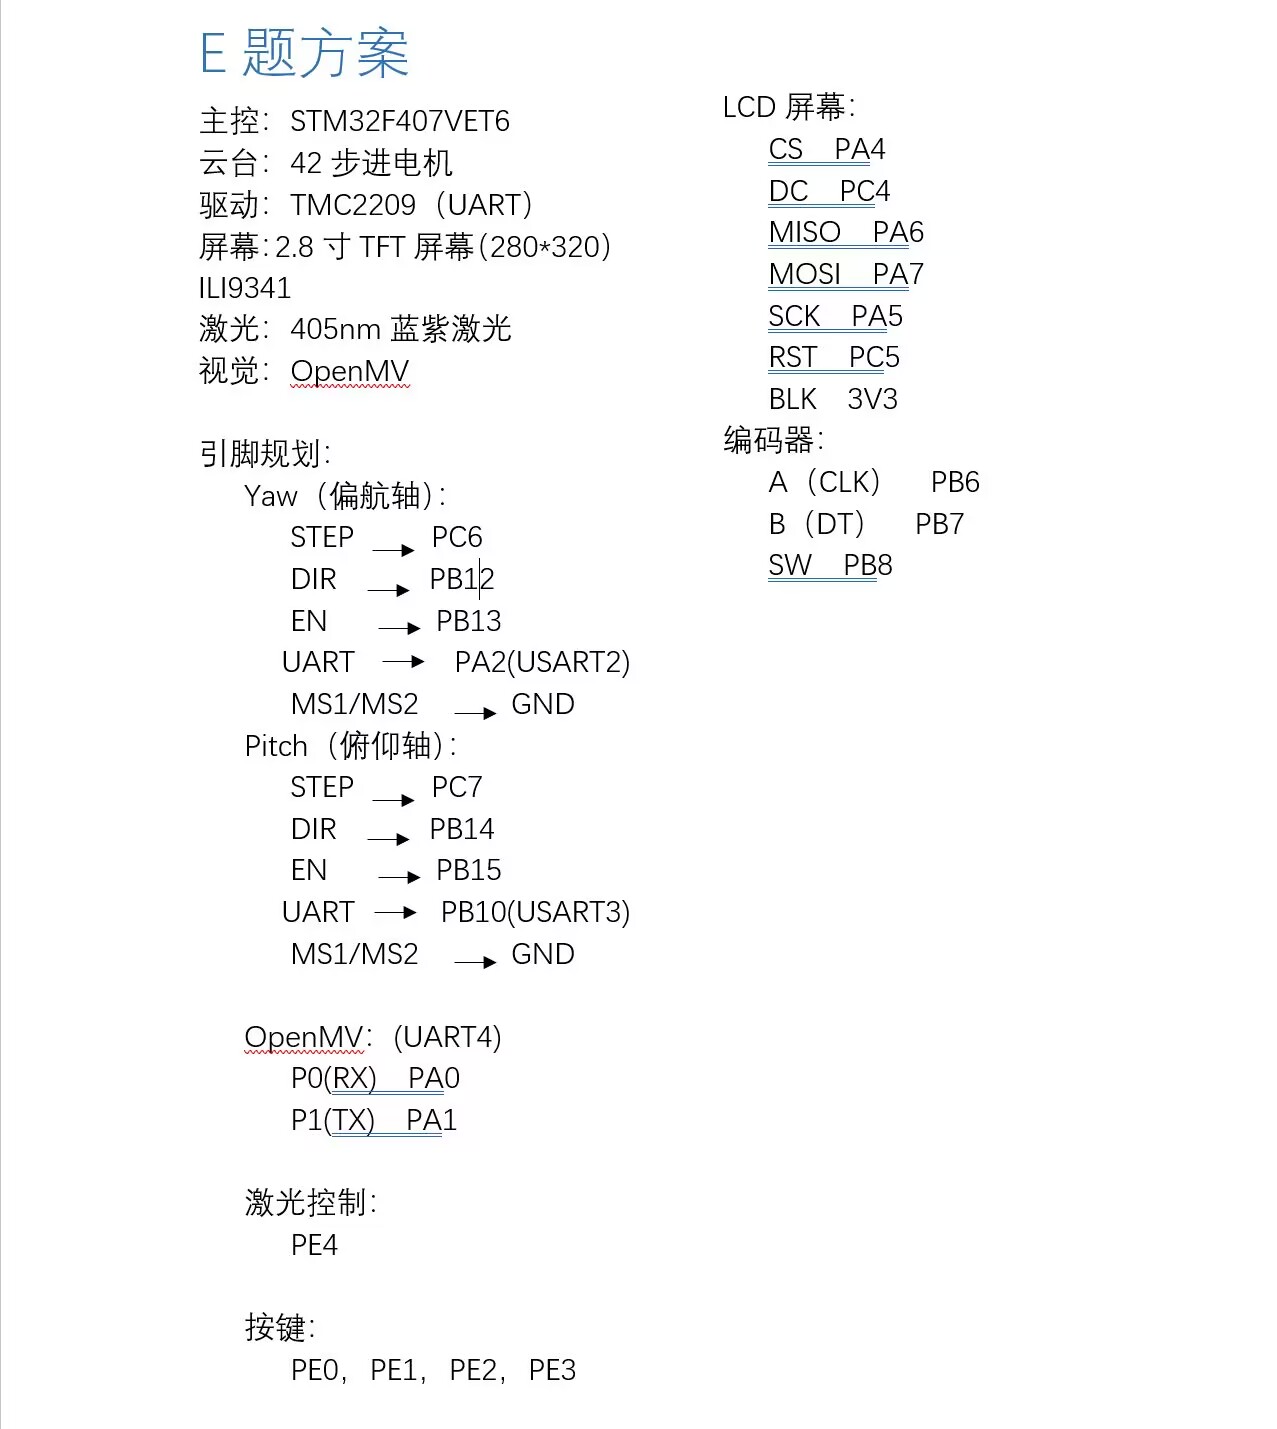 E 题方案
主控：STM32F407VET6
云台：42 步进电机
驱动：TMC2209（UART）
屏幕：2.8 寸 TFT 屏幕（280*320）
ILI9341
激光：405nm 蓝紫激光
视觉：OpenMV
引脚规划：
Yaw（偏航轴）：
STEP → PC6
DIR → PB12
EN → PB13
UART → PA2(USART2)
MS1/MS2 → GND
Pitch（俯仰轴）：
STEP → PC7
DIR → PB14
EN → PB15
UART → PB10(USART3)
MS1/MS2 → GND
OpenMV：(UART4)
P0(RX) PA0
P1(TX) PA1
激光控制：
PE4
按键：
PE0，PE1，PE2，PE3
LCD 屏幕：
CS PA4
DC PC4
MISO PA6
MOSI PA7
SCK PA5
RST PC5
BLK 3V3
编码器：
A（CLK） PB6
B（DT） PB7
SW PB8